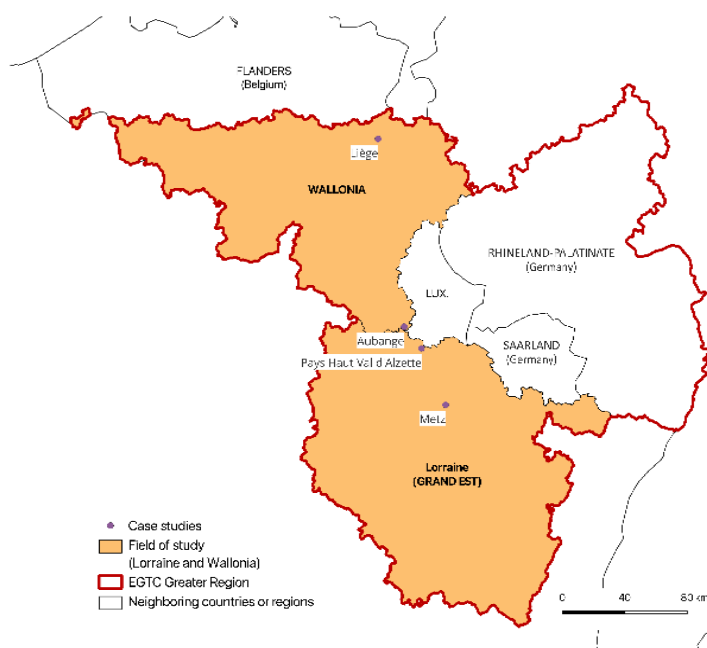 FLANDERS
(Belgium)
Liège
WALLONIA
RHINELAND-PALATINATE
(Germany)
LUX.
Aubange
SAARLAND
(Germany)
Pays Haut Val d Alzette
Metz
Lorraine
(GRAND EST)
Case studies
Field of study
(Lorraine and Wallonia)
EGTC Greater Region
Neighboring countries or regions
0 40 80 km